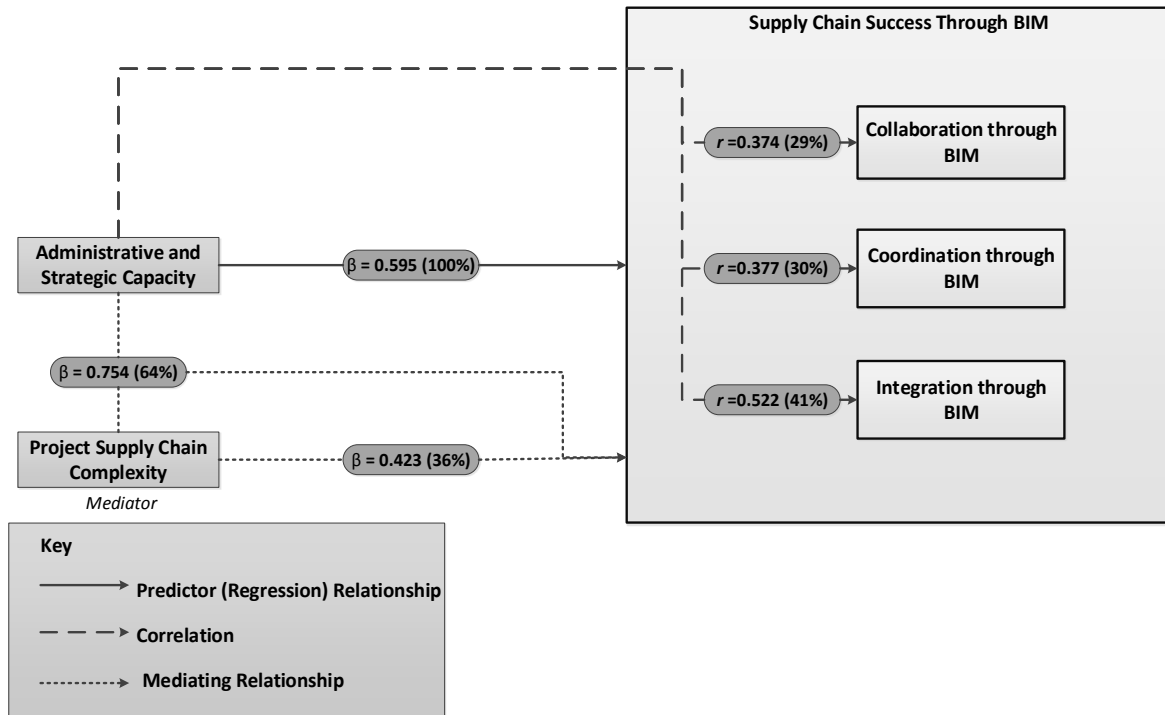 Supply Chain Success Through BIM
r =0.374 (29%)
Collaboration through
BIM
Administrative and
Strategic Capacity
β = 0.595 (100%)
r =0.377 (30%)
Coordination through
BIM
β = 0.754 (64%)
r =0.522 (41%)
Integration through
BIM
Project Supply Chain
Complexity
β = 0.423 (36%)
Mediator
Key
Predictor (Regression) Relationship
Correlation
Mediating Relationship